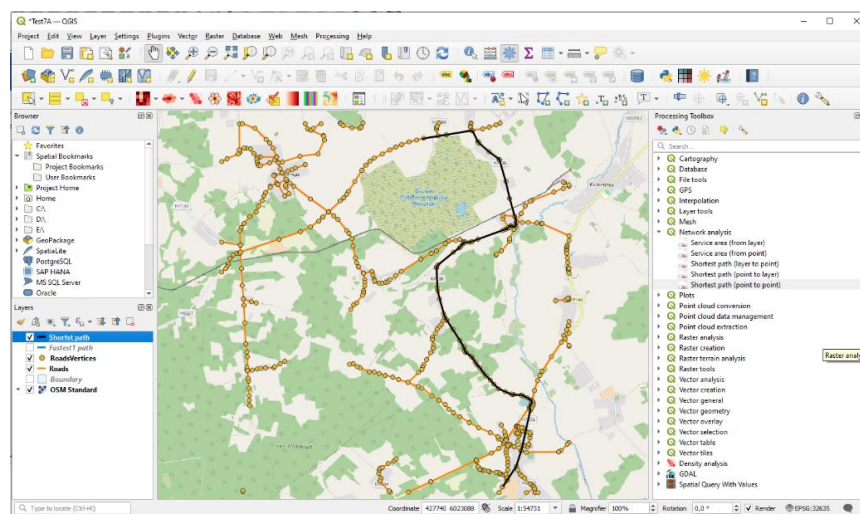 *Test7A — QGIS
Project Edit View Layer Settings Plugins Vector Raster Database Web Mesh Processing Help
Browser
Favorites
Spatial Bookmarks
Project Bookmarks
User Bookmarks
Project Home
Home
C:\
D:\
E:\
GeoPackage
SpatiaLite
PostgreSQL
SAP HANA
MS SQL Server
Oracle
Layers
Shortst path
Fastest1 path
RoadsVertices
Roads
Boundary
OSM Standard
Processing Toolbox
Search...
Cartography
Database
File tools
GPS
Interpolation
Layer tools
Mesh
Network analysis
Service area (from layer)
Service area (from point)
Shortest path (layer to point)
Shortest path (point to layer)
Shortest path (point to point)
Plots
Point cloud conversion
Point cloud data management
Point cloud extraction
Raster analysis
Raster creation
Raster terrain analysis
Raster tools
Vector analysis
Vector creation
Vector general
Vector geometry
Vector overlay
Vector selection
Vector table
Vector tiles
Density analysis
GDAL
Spatial Query With Values
Raster analy
Type to locate (Ctrl+K)
Coordinate 427740 6023088 Scale 1:54731 Magnifier 100% Rotation 0,0 ° Render EPSG:32635